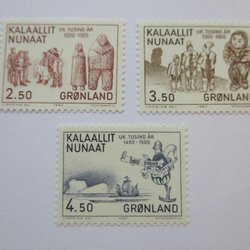 KALAALLIT
NUNAAT
UK. TUSIND ÅR
1200-1300
2.50 GRØNLAND
KALAALLIT
NUNAAT
UK. TUSIND ÅR
1300-1400
3.50 GRØNLAND
KALAALLIT
NUNAAT
UK. TUSIND ÅR
1400-1500
4.50 GRØNLAND